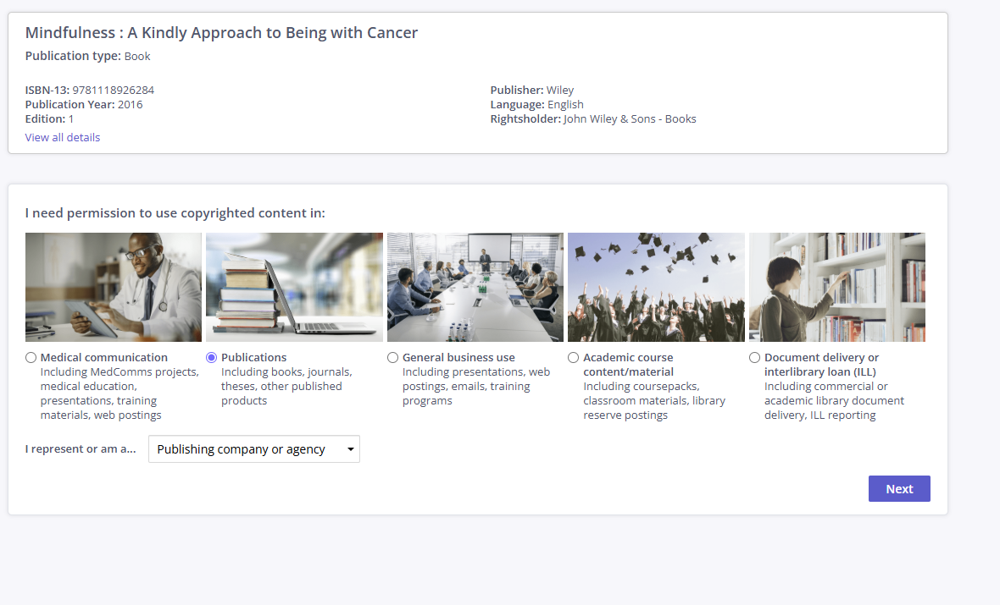 Mindfulness : A Kindly Approach to Being with Cancer
Publication type: Book
ISBN-13: 9781118926284
Publication Year: 2016
Edition: 1
View all details
Publisher: Wiley
Language: English
Rightsholder: John Wiley & Sons - Books
I need permission to use copyrighted content in:
Medical communication
Including MedComms projects,
medical education,
presentations, training
materials, web postings
Publications
Including books, journals,
theses, other published
products
General business use
Including presentations, web
postings, emails, training
programs
Academic course
content/material
Including coursepacks,
classroom materials, library
reserve postings
Document delivery or
interlibrary loan (ILL)
Including commercial or
academic library document
delivery, ILL reporting
I represent or am a...
Publishing company or agency
Next